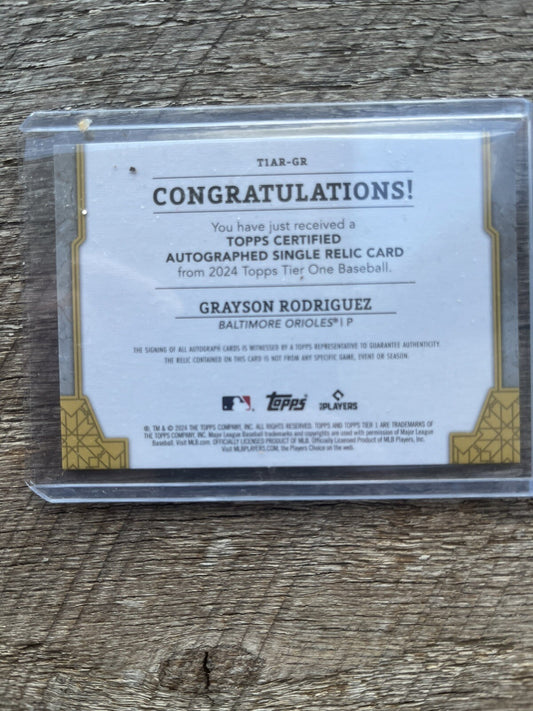 T1AR-GR
CONGRATULATIONS!
You have just received a
TOPPS CERTIFIED
AUTOGRAPHED SINGLE RELIC CARD
from 2024 Topps Tier One Baseball.
GRAYSON RODRIGUEZ
BALTIMORE ORIOLES® | P
THE SIGNING OF ALL AUTOGRAPH CARDS IS WITNESSED BY A TOPPS REPRESENTATIVE TO GUARANTEE AUTHENTICITY.
THE RELIC CONTAINED ON THIS CARD IS NOT FROM ANY SPECIFIC GAME, EVENT OR SEASON.
Topps
PLAYERS
®, TM & © 2024 THE TOPPS COMPANY, INC. ALL RIGHTS RESERVED. TOPPS AND TOPPS TIER 1 ARE TRADEMARKS OF
THE TOPPS COMPANY, INC. Major League Baseball trademarks and copyrights are used with permission of Major League
Baseball. Visit MLB.com. OFFICIALLY LICENSED PRODUCT OF MLB. Officially Licensed Product of MLB Players, Inc.
Visit MLBPLAYERS.COM, the Players Choice on the web.